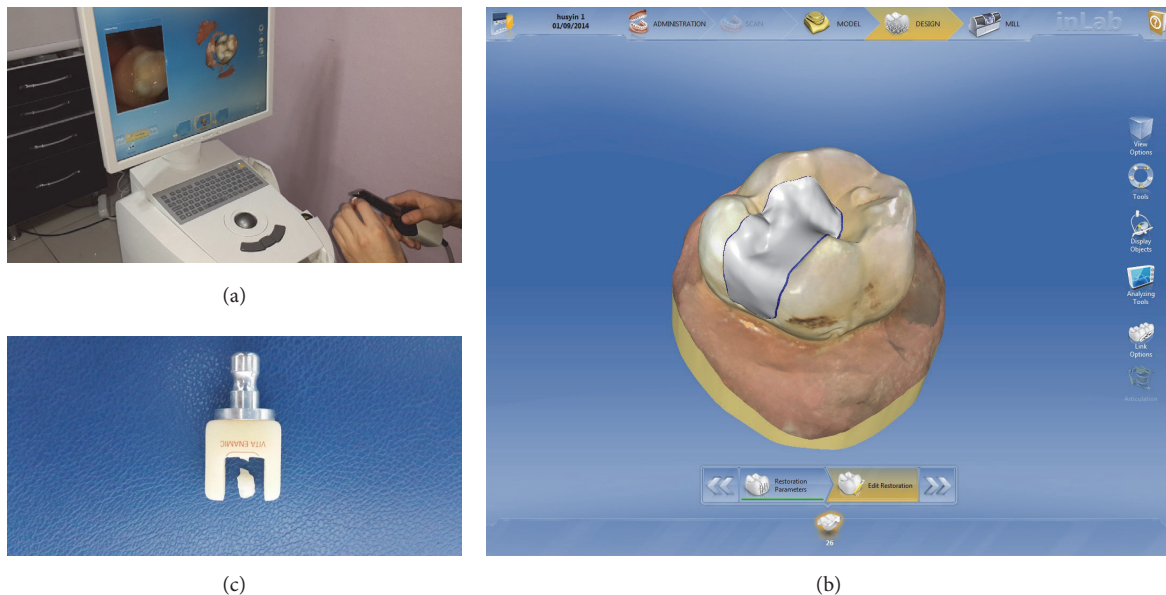 (a)
VITA ENAMIC
(c)
husyin 1
01/09/2014
ADMINISTRATION
SCAN
MODEL
DESIGN
MILL
inLab
View
Options
Tools
Display
Objects
Analyzing
Tools
Link
Options
Articulation
Restoration
Parameters
Edit Restoration
26
(b)